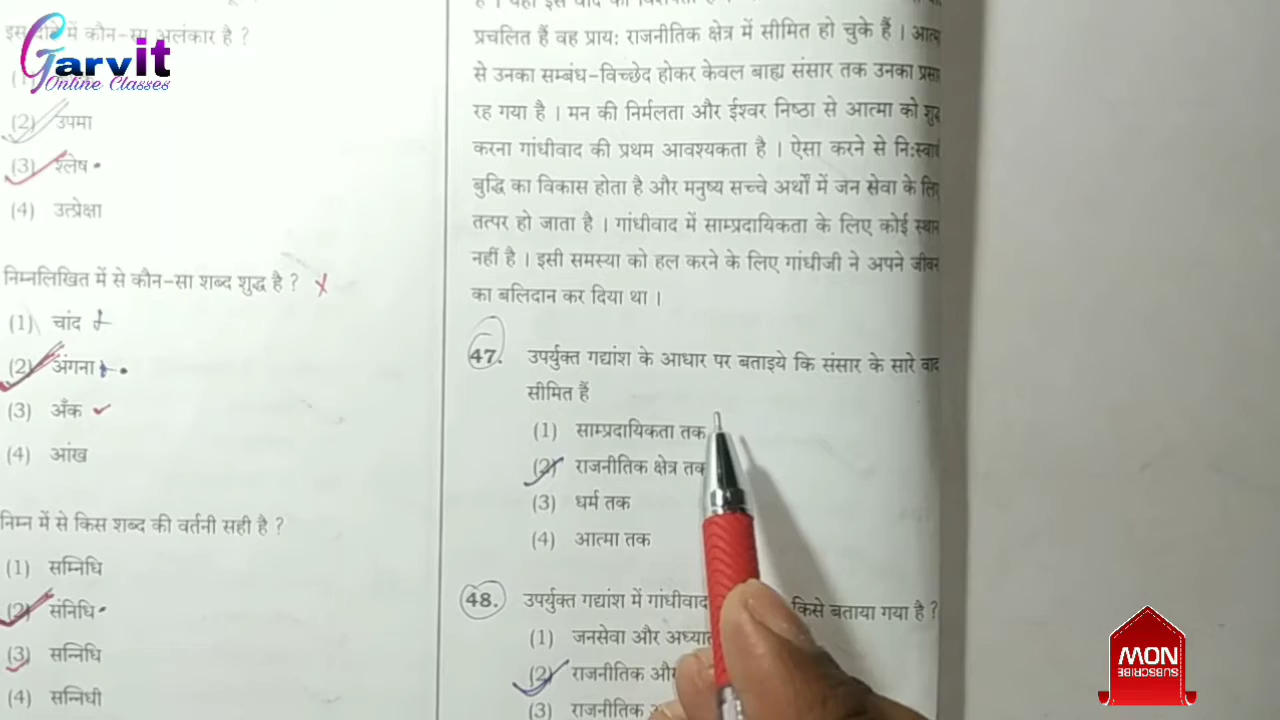 Garvit
Online Classes
में कौन-सा अलंकार है ?
(2) उपमा
(3) श्लेष
(4) उत्प्रेक्षा
निम्नलिखित में से कौन-सा शब्द शुद्ध है ?
(1) चांद
(2) अंगना
(3) अँक
(4) आंख
निम्न में से किस शब्द की वर्तनी सही है ?
(1) सम्निधि
(2) संनिधि
(3) सन्निधि
(4) सन्निधी
प्रचलित हैं वह प्राय: राजनीतिक क्षेत्र में सीमित हो चुके हैं ।
से उनका सम्बंध-विच्छेद होकर केवल बाह्य संसार तक उनका
रह गया है । मन की निर्मलता और ईश्वर निष्ठा से आत्मा को शुद्ध
करना गांधीवाद की प्रथम आवश्यकता है । ऐसा करने से नि:स्वार्थ
बुद्धि का विकास होता है और मनुष्य सच्चे अर्थों में जन सेवा के लिए
तत्पर हो जाता है । गांधीवाद में साम्प्रदायिकता के लिए कोई स्थान
नहीं है । इसी समस्या को हल करने के लिए गांधीजी ने अपने जीवन
का बलिदान कर दिया था ।
47. उपर्युक्त गद्यांश के आधार पर बताइये कि संसार के सारे वाद
सीमित हैं
(1) साम्प्रदायिकता तक
(2) राजनीतिक क्षेत्र तक
(3) धर्म तक
(4) आत्मा तक
48. उपर्युक्त गद्यांश में गांधीवाद किसे बताया गया है ?
(1) जनसेवा और
(2) राजनीतिक और
(3) राजनीतिक
SUBSCRIBE
NOW